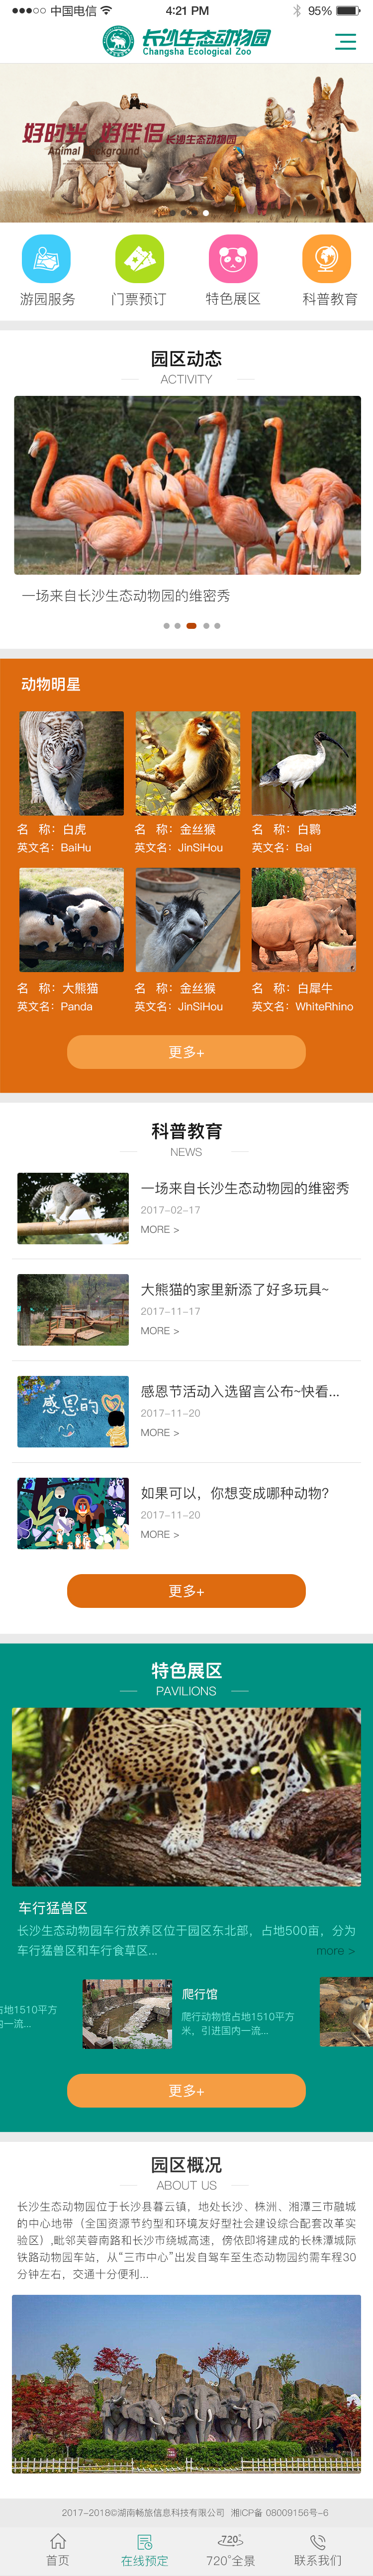 中国电信 4:21 PM 95%
长沙生态动物园
Changsha Ecological Zoo
好时光 好伴侣 长沙生态动物园
Animal Background
游园服务 门票预订 特色展区 科普教育
园区动态
ACTIVITY
一场来自长沙生态动物园的维密秀
动物明星
名 称：白虎 名 称：金丝猴 名 称：白鹮
英文名：BaiHu 英文名：JinSiHou 英文名：Bai
名 称：大熊猫 名 称：金丝猴 名 称：白犀牛
英文名：Panda 英文名：JinSiHou 英文名：WhiteRhino
更多+
科普教育
NEWS
一场来自长沙生态动物园的维密秀
2017-02-17
MORE >
大熊猫的家里新添了好多玩具~
2017-11-17
MORE >
感恩的
感恩节活动入选留言公布~快看...
2017-11-20
MORE >
如果可以，你想变成哪种动物?
2017-11-20
MORE >
更多+
特色展区
PAVILIONS
车行猛兽区
长沙生态动物园车行放养区位于园区东北部，占地500亩，分为
车行猛兽区和车行食草区... more >
占地1510平方
内一流...
爬行馆
爬行动物馆占地1510平方
米，引进国内一流...
更多+
园区概况
ABOUT US
长沙生态动物园位于长沙县暮云镇，地处长沙、株洲、湘潭三市融城
的中心地带（全国资源节约型和环境友好型社会建设综合配套改革实
验区）,毗邻芙蓉南路和长沙市绕城高速，傍依即将建成的长株潭城际
铁路动物园车站，从“三市中心”出发自驾车至生态动物园约需车程30
分钟左右，交通十分便利...
2017-2018©湖南畅旅信息科技有限公司 湘ICP备 08009156号-6
720°
首页 在线预定 720°全景 联系我们